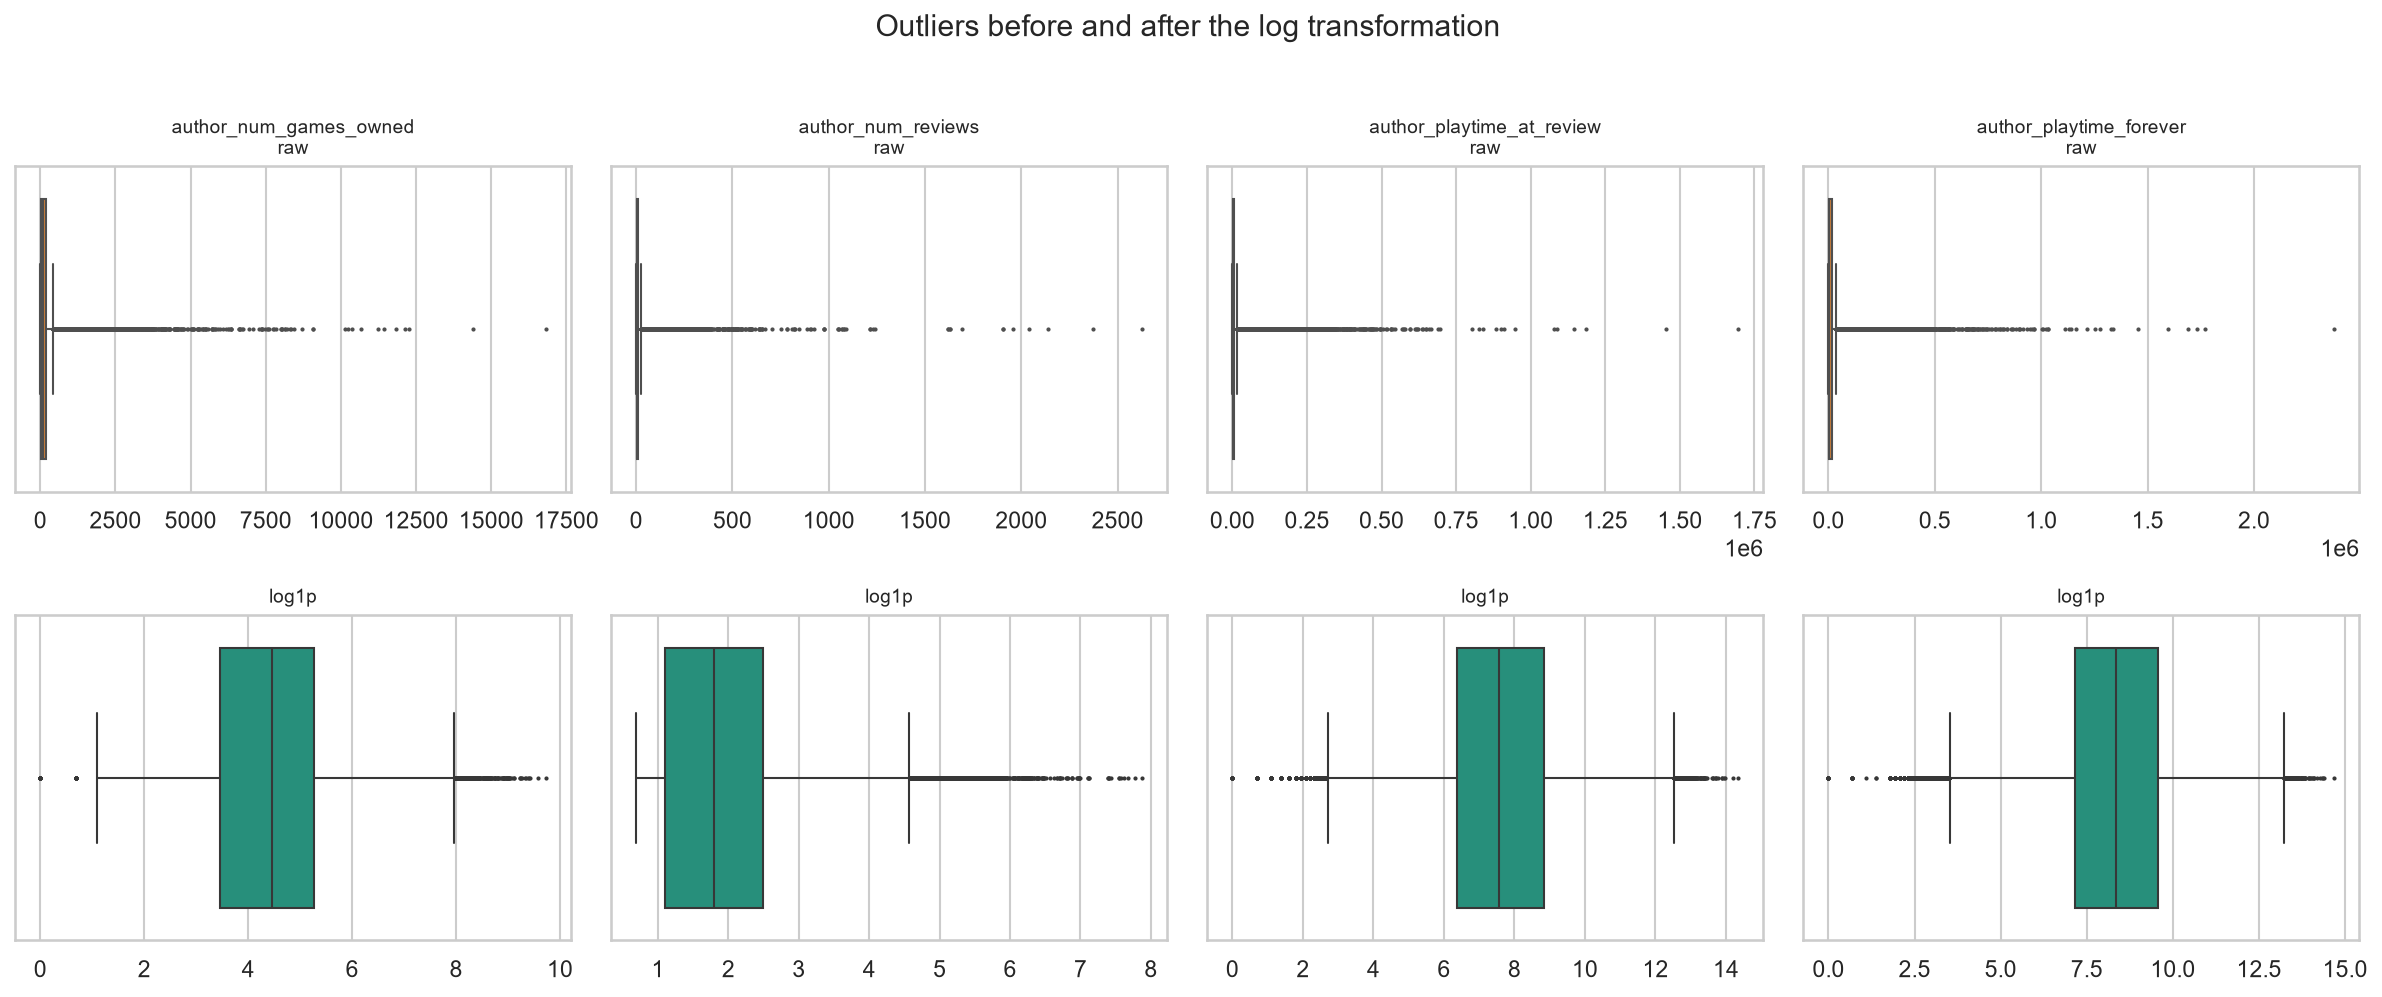 Outliers before and after the log transformation
author_num_games_owned
raw
author_num_reviews
raw
author_playtime_at_review
raw
author_playtime_forever
raw
0 2500 5000 7500 10000 12500 15000 17500
0 500 1000 1500 2000 2500
0.00 0.25 0.50 0.75 1.00 1.25 1.50 1.75
1e6
0.0 0.5 1.0 1.5 2.0
1e6
log1p
log1p
log1p
log1p
0 2 4 6 8 10
1 2 3 4 5 6 7 8
0 2 4 6 8 10 12 14
0.0 2.5 5.0 7.5 10.0 12.5 15.0